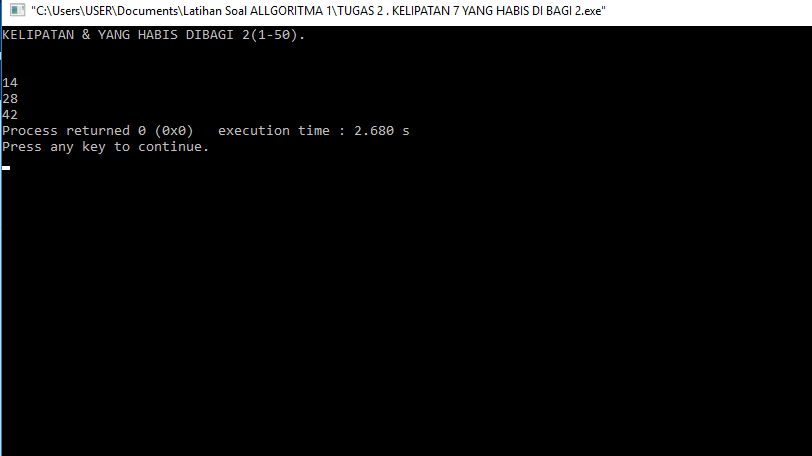 "C:\Users\USER\Documents\Latihan Soal ALLGORITMA 1\TUGAS 2 . KELIPATAN 7 YANG HABIS DI BAGI 2.exe"
KELIPATAN & YANG HABIS DIBAGI 2(1-50).
14
28
42
Process returned 0 (0x0)   execution time : 2.680 s
Press any key to continue.